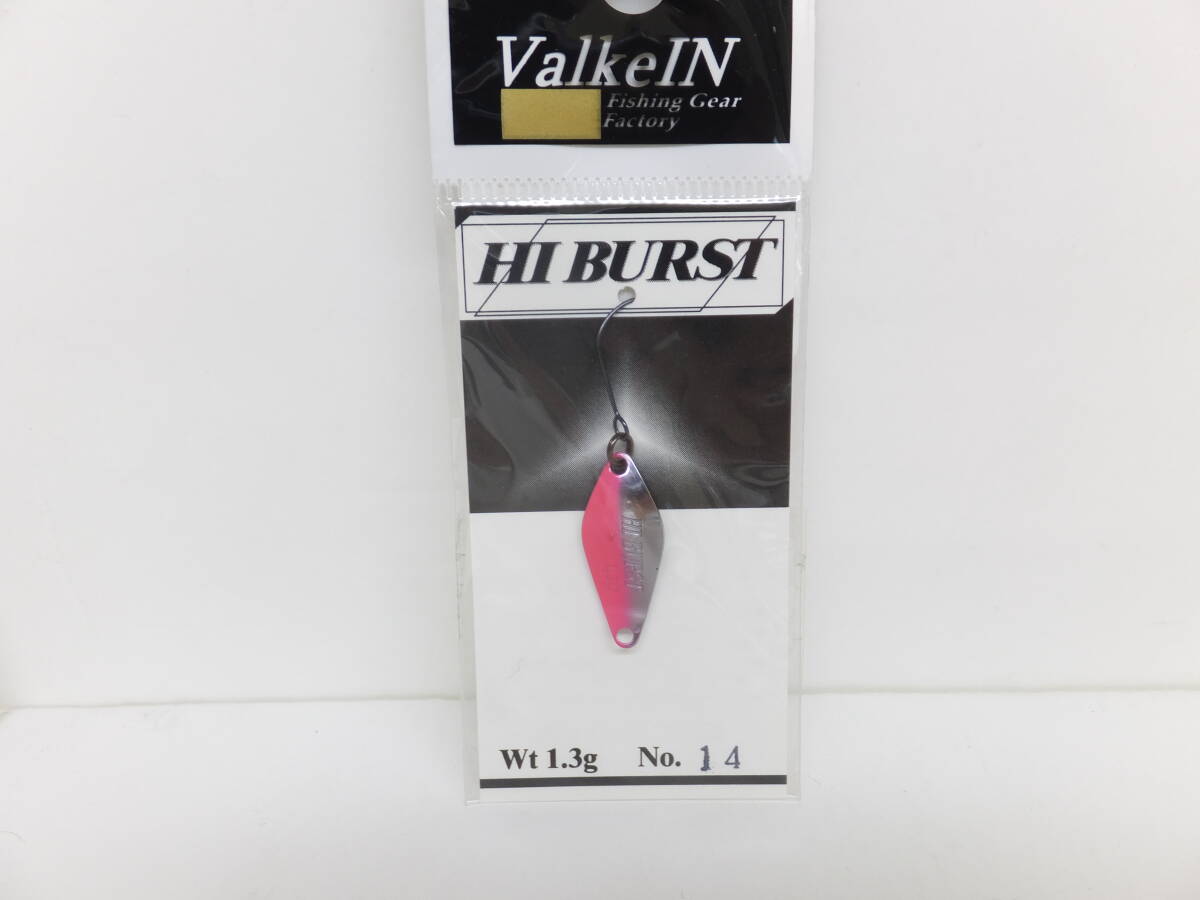 ValkeIN
Fishing Gear
Factory
HI BURST
HI BURST
Wt 1.3g No. 14